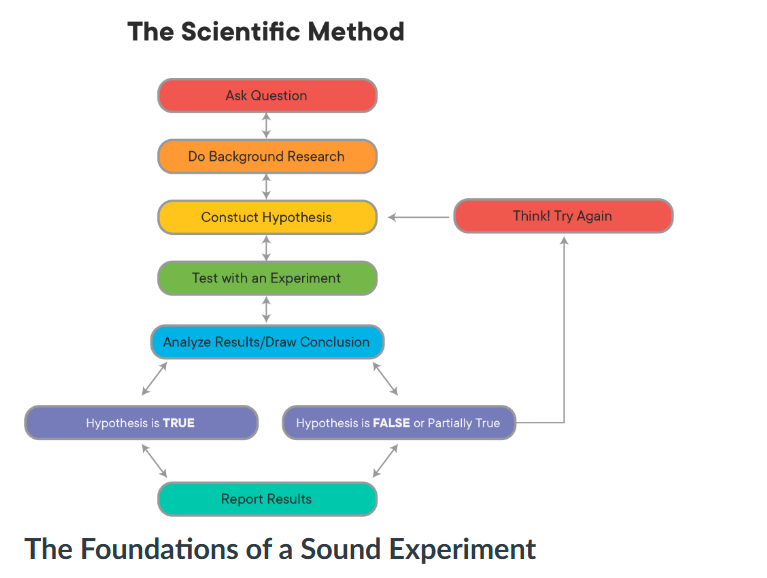 The Scientific Method
Ask Question
Do Background Research
Constuct Hypothesis
Think! Try Again
Test with an Experiment
Analyze Results/Draw Conclusion
Hypothesis is TRUE
Hypothesis is FALSE or Partially True
Report Results
The Foundations of a Sound Experiment